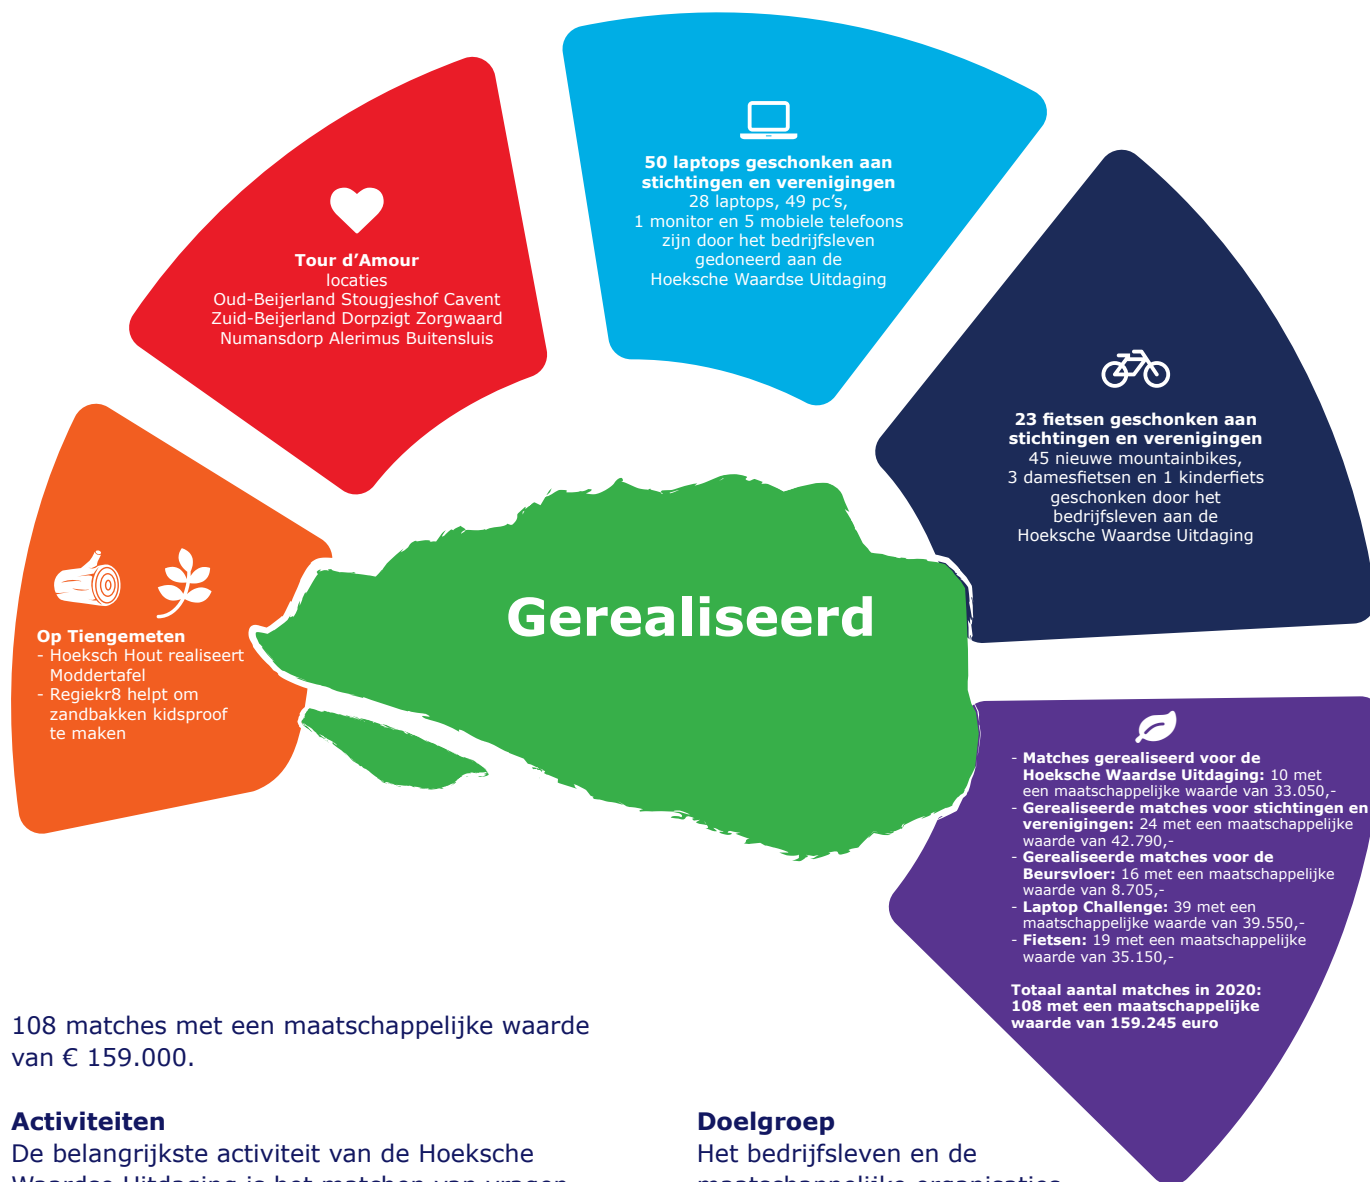 50 laptops geschonken aan
stichtingen en verenigingen
28 laptops, 49 pc’s,
1 monitor en 5 mobiele telefoons
zijn door het bedrijfsleven
gedoneerd aan de
Hoeksche Waardse Uitdaging
Tour d’Amour
locaties
Oud-Beijerland Stougjeshof Cavent
Zuid-Beijerland Dorpzigt Zorgwaard
Numansdorp Alerimus Buitensluis
23 fietsen geschonken aan
stichtingen en verenigingen
45 nieuwe mountainbikes,
3 damesfietsen en 1 kinderfiets
geschonken door het
bedrijfsleven aan de
Hoeksche Waardse Uitdaging
Gerealiseerd
Op Tiengemeten
- Hoeksch Hout realiseert
Moddertafel
- Regiekr8 helpt om
zandbakken kidsproof
te maken
- Matches gerealiseerd voor de
Hoeksche Waardse Uitdaging: 10 met
een maatschappelijke waarde van 33.050,-
- Gerealiseerde matches voor stichtingen en
verenigingen: 24 met een maatschappelijke
waarde van 42.790,-
- Gerealiseerde matches voor de
Beursvloer: 16 met een maatschappelijke
waarde van 8.705,-
- Laptop Challenge: 39 met een
maatschappelijke waarde van 39.550,-
- Fietsen: 19 met een maatschappelijke
waarde van 35.150,-
Totaal aantal matches in 2020:
108 met een maatschappelijke
waarde van 159.245 euro
108 matches met een maatschappelijke waarde
van € 159.000.
Activiteiten
De belangrijkste activiteit van de Hoeksche
Waardse Uitdaging is het matchen van vragen
Doelgroep
Het bedrijfsleven en de
maatschappelijke organisaties